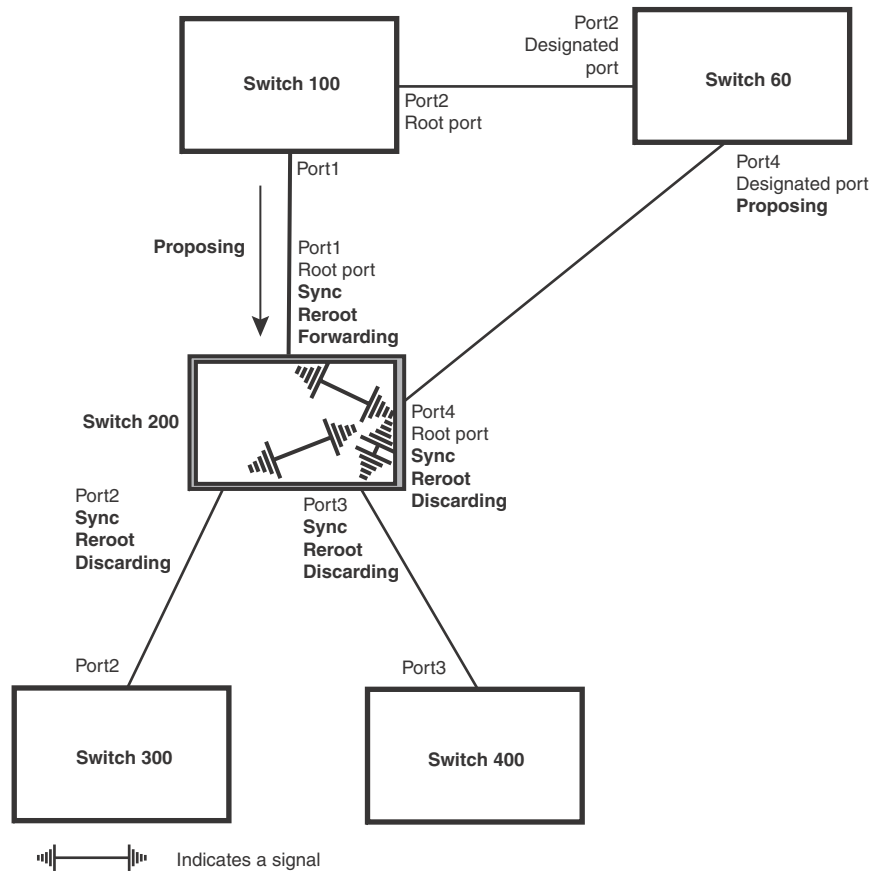 Switch 100
Port2
Designated
port
Switch 60
Port2
Root port
Port1
Port4
Designated port
Proposing
Proposing
Port1
Root port
Sync
Reroot
Forwarding
Switch 200
Port4
Root port
Sync
Reroot
Discarding
Port2
Sync
Reroot
Discarding
Port3
Sync
Reroot
Discarding
Port2
Port3
Switch 300
Switch 400
Indicates a signal